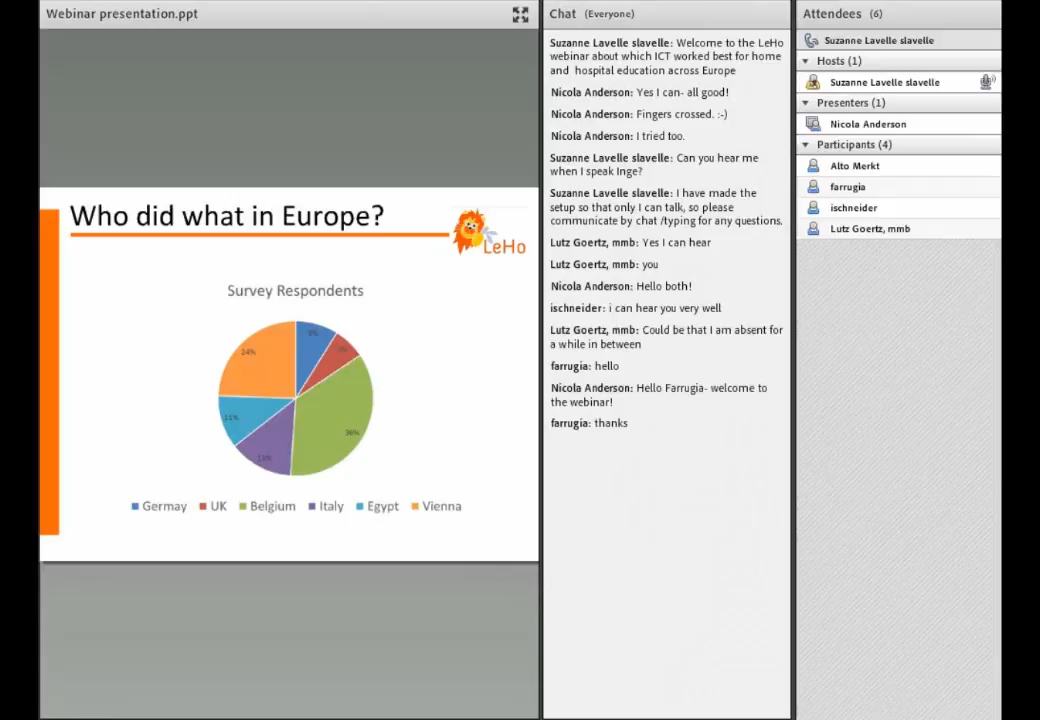 Webinar presentation.ppt
Who did what in Europe?
LeHo
Survey Respondents
24%
11%
13%
36%
Germay UK Belgium Italy Egypt Vienna
Chat (Everyone)
Suzanne Lavelle slavelle: Welcome to the LeHo
webinar about which ICT worked best for home
and hospital education across Europe
Nicola Anderson: Yes I can- all good!
Nicola Anderson: Fingers crossed. :-)
Nicola Anderson: I tried too.
Suzanne Lavelle slavelle: Can you hear me
when I speak Inge?
Suzanne Lavelle slavelle: I have made the
setup so that only I can talk, so please
communicate by chat /typing for any questions.
Lutz Goertz, mmb: Yes I can hear
Lutz Goertz, mmb: you
Nicola Anderson: Hello both!
ischneider: i can hear you very well
Lutz Goertz, mmb: Could be that I am absent for
a while in between
farrugia: hello
Nicola Anderson: Hello Farrugia- welcome to
the webinar!
farrugia: thanks
Attendees (6)
Suzanne Lavelle slavelle
Hosts (1)
Suzanne Lavelle slavelle
Presenters (1)
Nicola Anderson
Participants (4)
Alto Merkt
farrugia
ischneider
Lutz Goertz, mmb